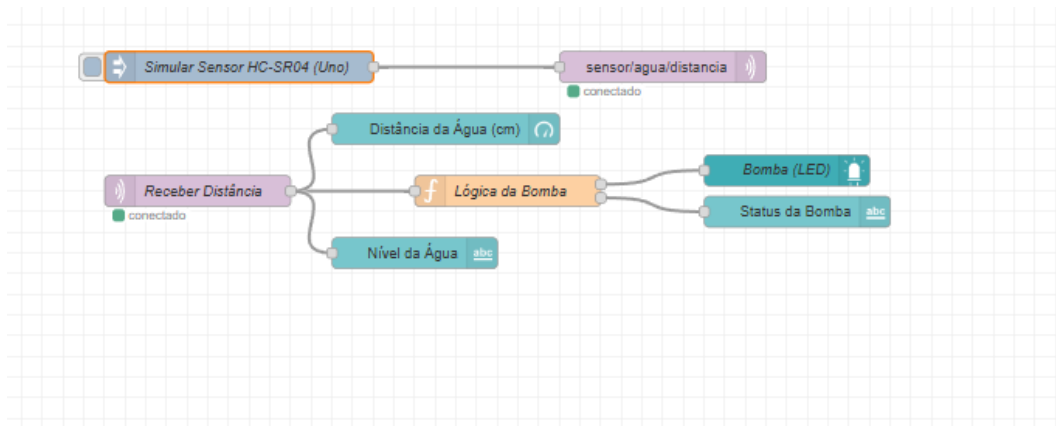 Simular Sensor HC-SR04 (Uno)
sensor/agua/distancia
conectado
Distância da Água (cm)
Receber Distância
conectado
f
Lógica da Bomba
Bomba (LED)
Status da Bomba
abc
Nível da Água
abc